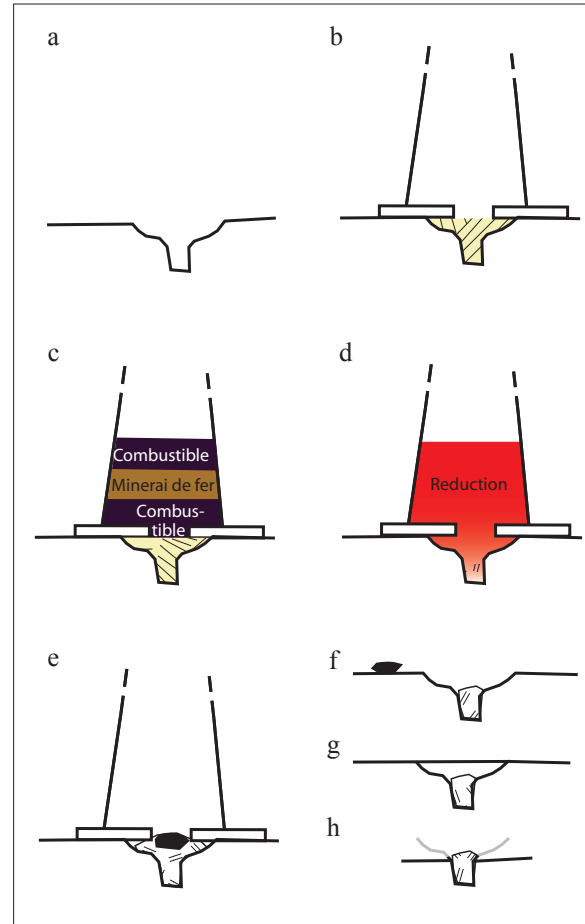 a
b
c
d
Combustible
Minerai de fer
Combus-
tible
Reduction
e
f
g
h